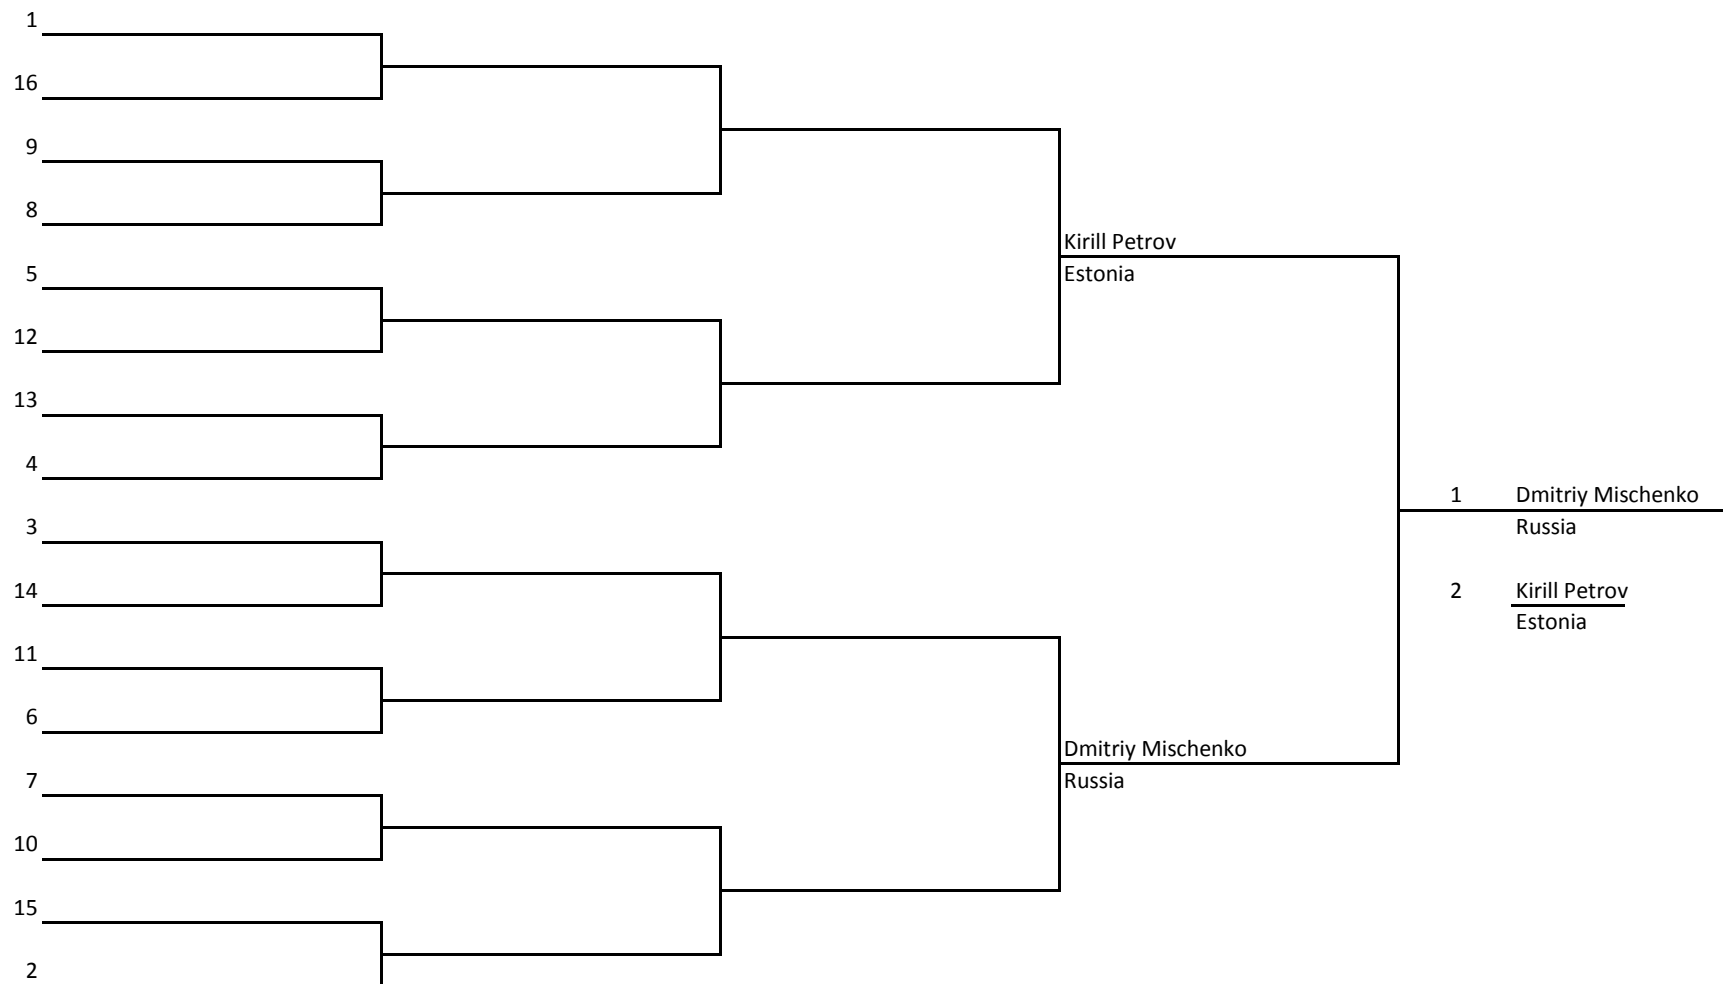 1
16
9
8
5
12
13
4
3
14
11
6
7
10
15
2
Kirill Petrov
Estonia
Dmitriy Mischenko
Russia
1 Dmitriy Mischenko
Russia
2 Kirill Petrov
Estonia